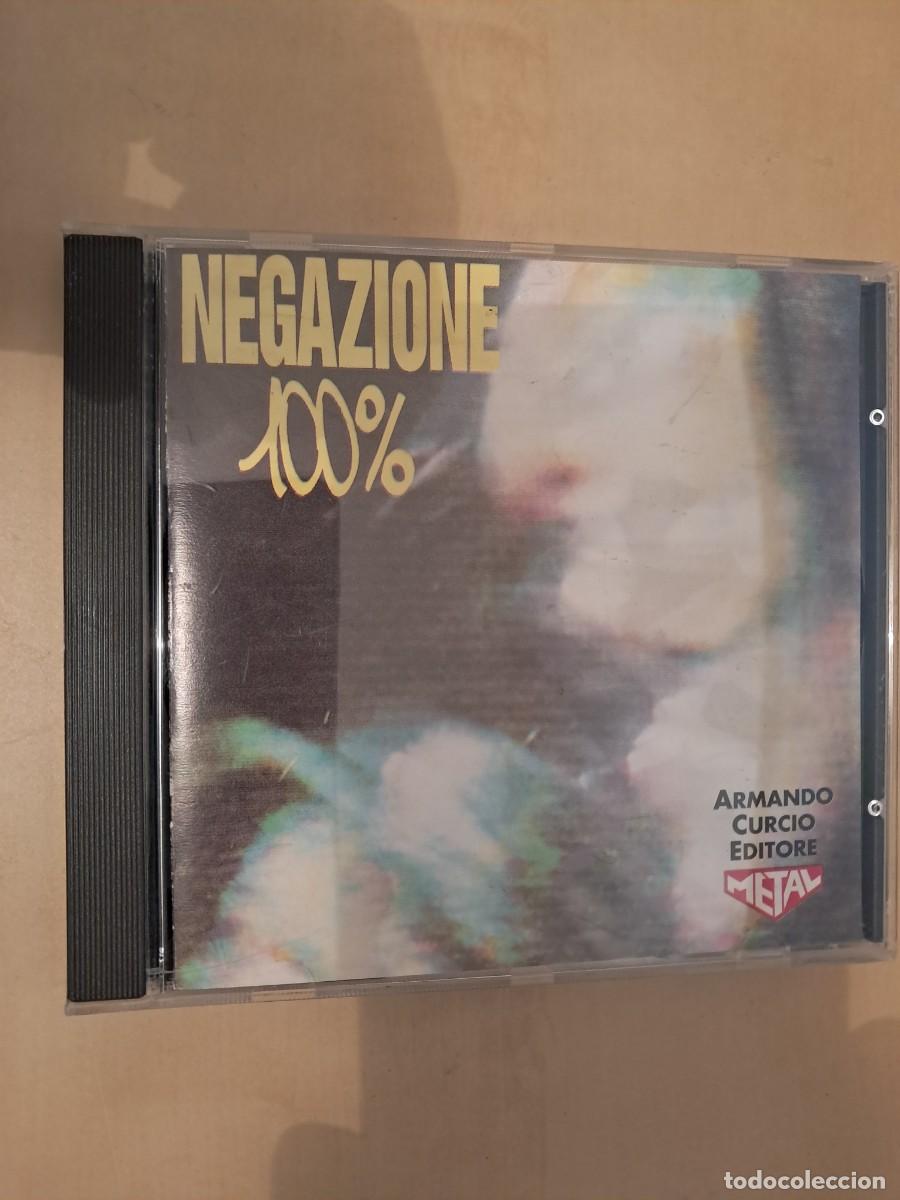 NEGAZIONE
100%
ARMANDO
CURCIO
EDITORE
METAL
todocoleccion